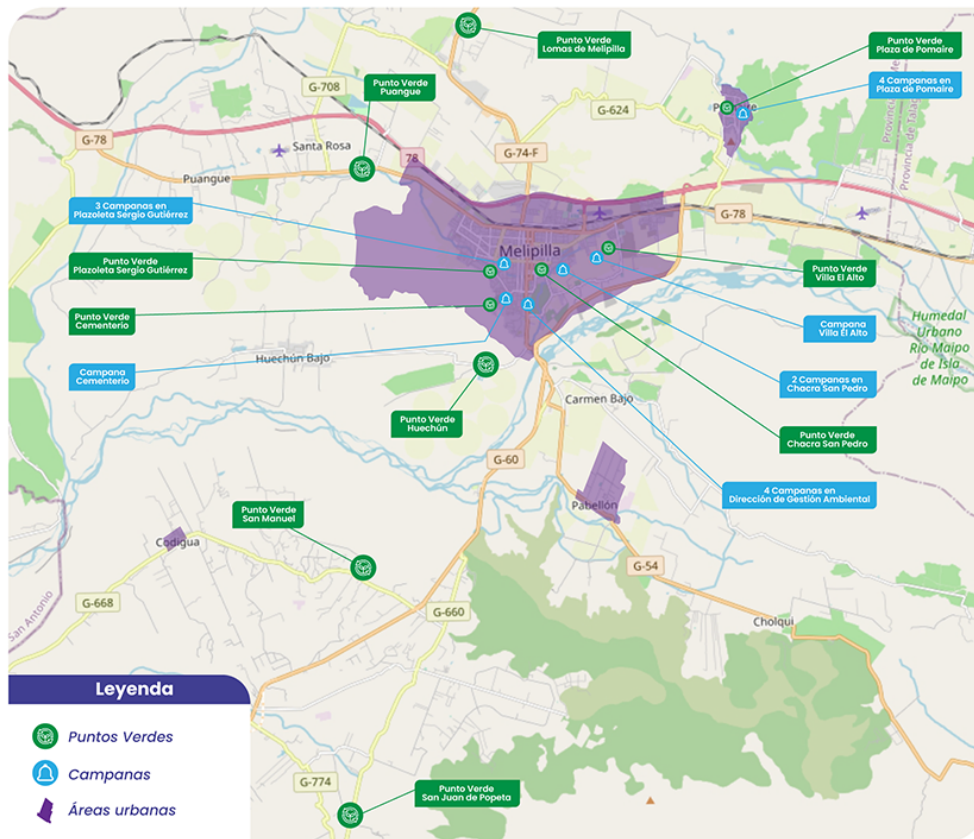 Punto Verde
Lomas de Melipilla
Punto Verde
Plaza de Pomaire
4 Campanas en
Plaza de Pomaire
Punto Verde
Puangue
G-708
G-624
G-78
Santa Rosa
78
G-74-F
Puangue
3 Campanas en
Plazoleta Sergio Gutiérrez
G-78
Melipilla
Punto Verde
Plazoleta Sergio Gutiérrez
Punto Verde
Villa El Alto
Punto Verde
Cementerio
Campana
Villa El Alto
Humedal
Urbano
Rio Maipo
de Isla
de Maipo
Huechún Bajo
Campana
Cementerio
2 Campanas en
Chacra San Pedro
Carmen Bajo
Punto Verde
Huechún
Punto Verde
Chacra San Pedro
G-60
4 Campanas en
Dirección de Gestión Ambiental
Pabellón
Punto Verde
San Manuel
Codigua
G-54
G-668
G-660
San Antonio
Cholqui
Leyenda
Puntos Verdes
Campanas
Áreas urbanas
G-774
Punto Verde
San Juan de Popeta